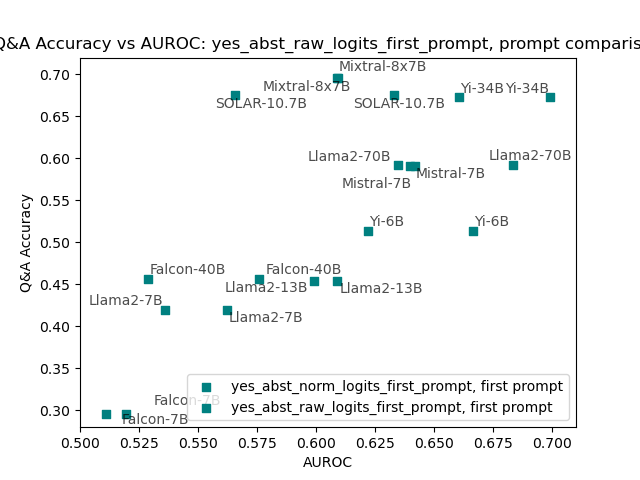 Q&A Accuracy vs AUROC: yes_abst_raw_logits_first_prompt, prompt comparis
Mixtral-8x7B
Mixtral-8x7B
Yi-34B Yi-34B
SOLAR-10.7B SOLAR-10.7B
Llama2-70B Llama2-70B
Mistral-7B
Mistral-7B
Yi-6B Yi-6B
Falcon-40B Falcon-40B
Llama2-13B Llama2-13B
Llama2-7B
Llama2-7B
Falcon-7B
Falcon-7B
yes_abst_norm_logits_first_prompt, first prompt
yes_abst_raw_logits_first_prompt, first prompt
0.70
0.65
0.60
0.55
0.50
0.45
0.40
0.35
0.30
Q&A Accuracy
0.500 0.525 0.550 0.575 0.600 0.625 0.650 0.675 0.700
AUROC